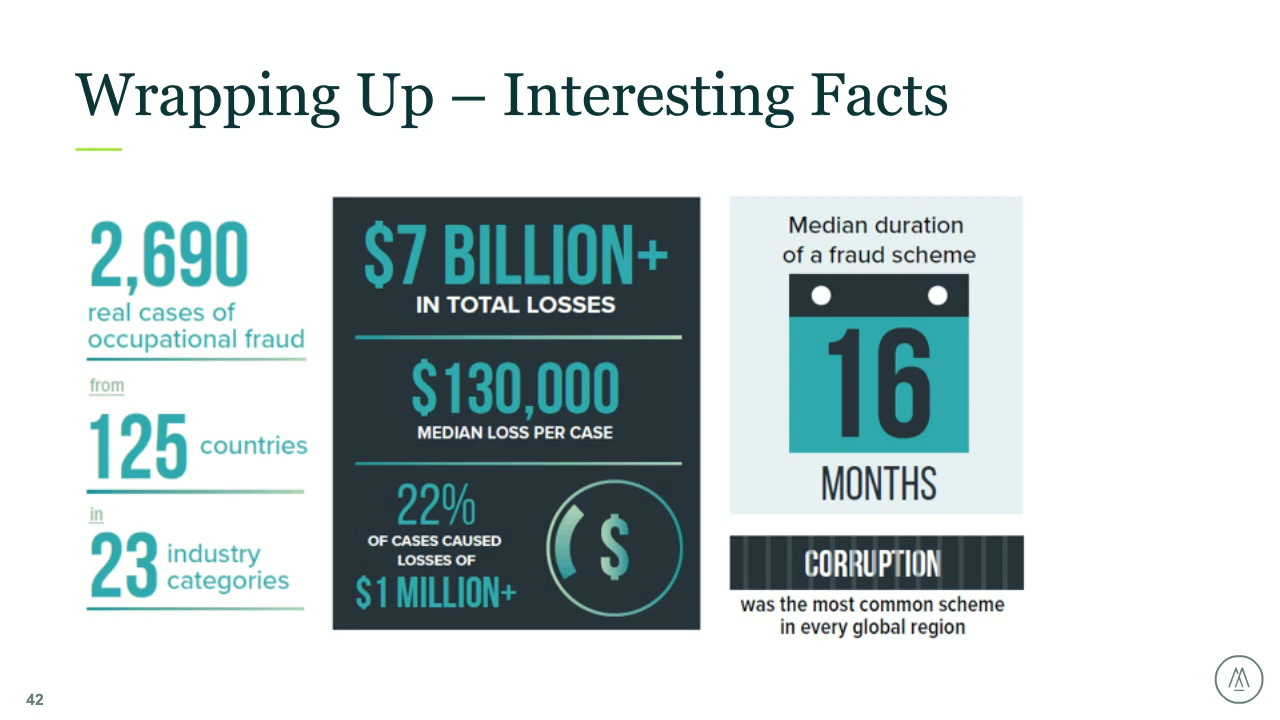 Wrapping Up – Interesting Facts
2,690
real cases of
occupational fraud
from
125 countries
in
23 industry
categories
$7 BILLION+
IN TOTAL LOSSES
$130,000
MEDIAN LOSS PER CASE
22%
OF CASES CAUSED
LOSSES OF
$1 MILLION+
$
Median duration
of a fraud scheme
16
MONTHS
CORRUPTION
was the most common scheme
in every global region
42